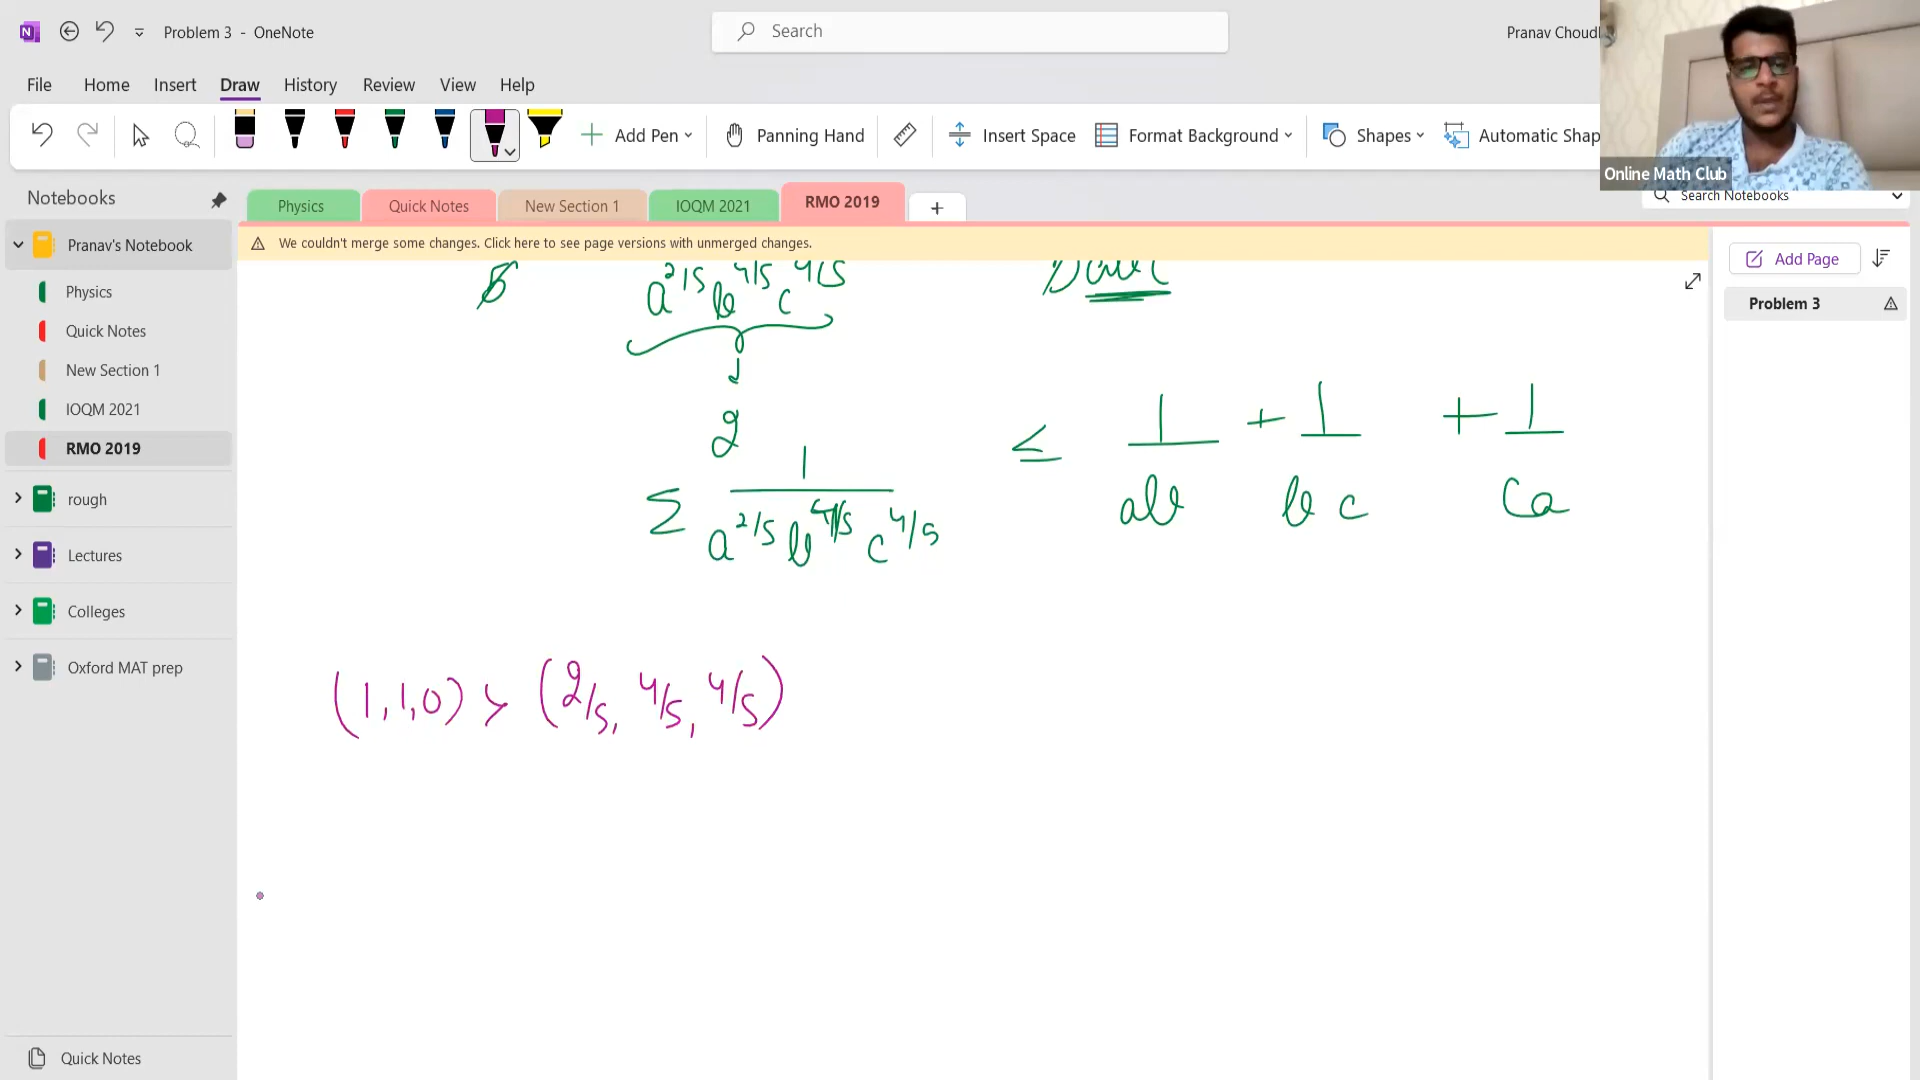 Problem 3 - OneNote
Search
Pranav Choudh
File Home Insert Draw History Review View Help
Add Pen Panning Hand Insert Space Format Background Shapes Automatic Shap
Online Math Club
Notebooks
Physics Quick Notes New Section 1 IOQM 2021 RMO 2019 +
Search Notebooks
Pranav's Notebook
We couldn't merge some changes. Click here to see page versions with unmerged changes.
Add Page
Physics
Problem 3
Quick Notes
New Section 1
IOQM 2021
RMO 2019
rough
Lectures
Colleges
Oxford MAT prep
Quick Notes
a^2/5 b^4/5 c^4/5
2
Σ 1/(a^2/5 b^4/5 c^4/5) ≤ 1/ab + 1/bc + 1/ca
(1,1,0) > (2/5, 4/5, 4/5)